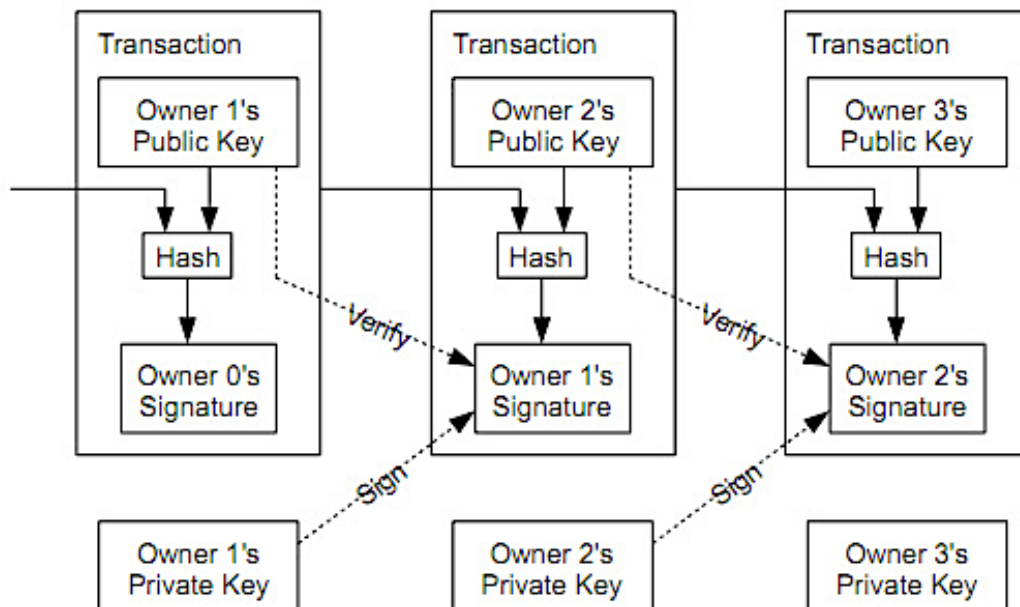 Transaction
Owner 1's
Public Key
Hash
Verify
Owner 0's
Signature
Transaction
Owner 2's
Public Key
Hash
Verify
Owner 1's
Signature
Transaction
Owner 3's
Public Key
Hash
Owner 2's
Signature
Sign
Sign
Owner 1's
Private Key
Owner 2's
Private Key
Owner 3's
Private Key